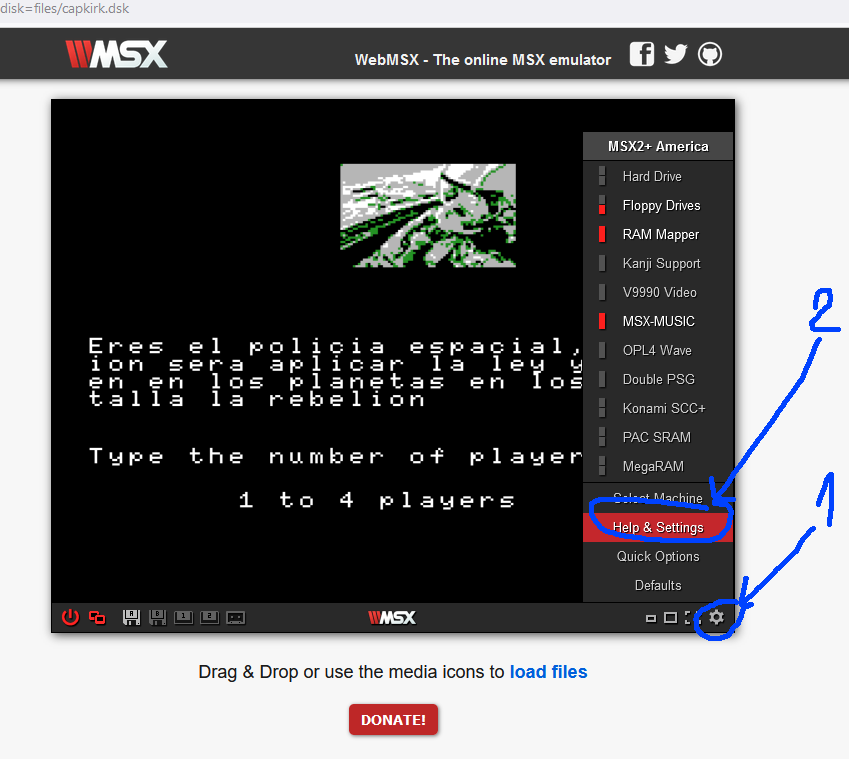 disk=files/capkirk.dsk
MSX
WebMSX - The online MSX emulator
MSX2+ America
Hard Drive
Floppy Drives
RAM Mapper
Kanji Support
V9990 Video
MSX-MUSIC
OPL4 Wave
Double PSG
Konami SCC+
PAC SRAM
MegaRAM
Select Machine
Help & Settings
Quick Options
Defaults
Eres el policia espacial,
ion sera aplicar la ley y
en en los planetas en los
talla la rebelion
Type the number of player
1 to 4 players
2
1
A B 1 2
MSX
Drag & Drop or use the media icons to load files
DONATE!